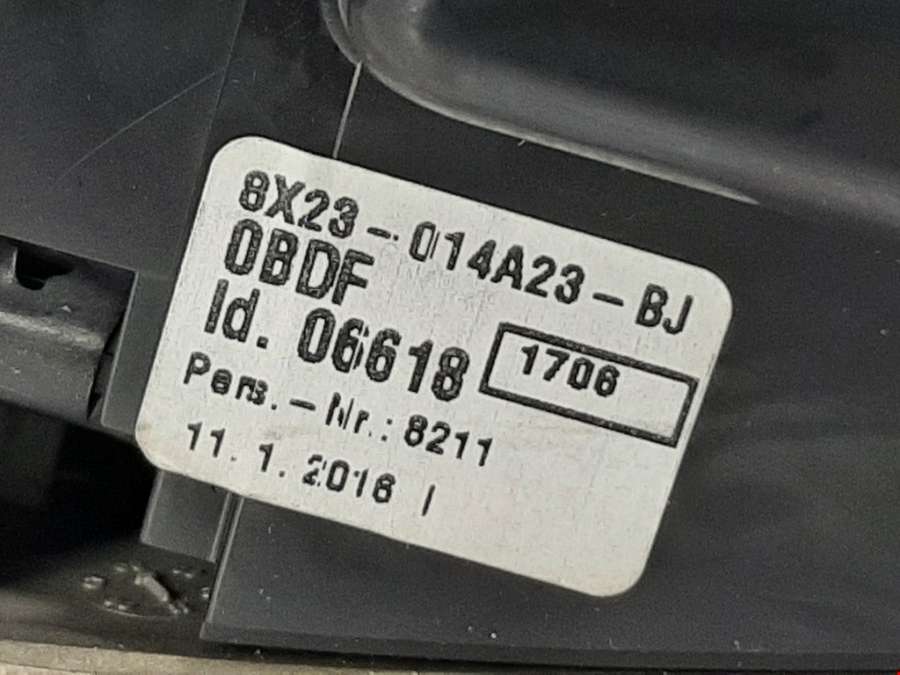 8X23-014A23-BJ
0BDF
Id. 06618 1706
Pers.-Nr.: 8211
11. 1. 2016 I